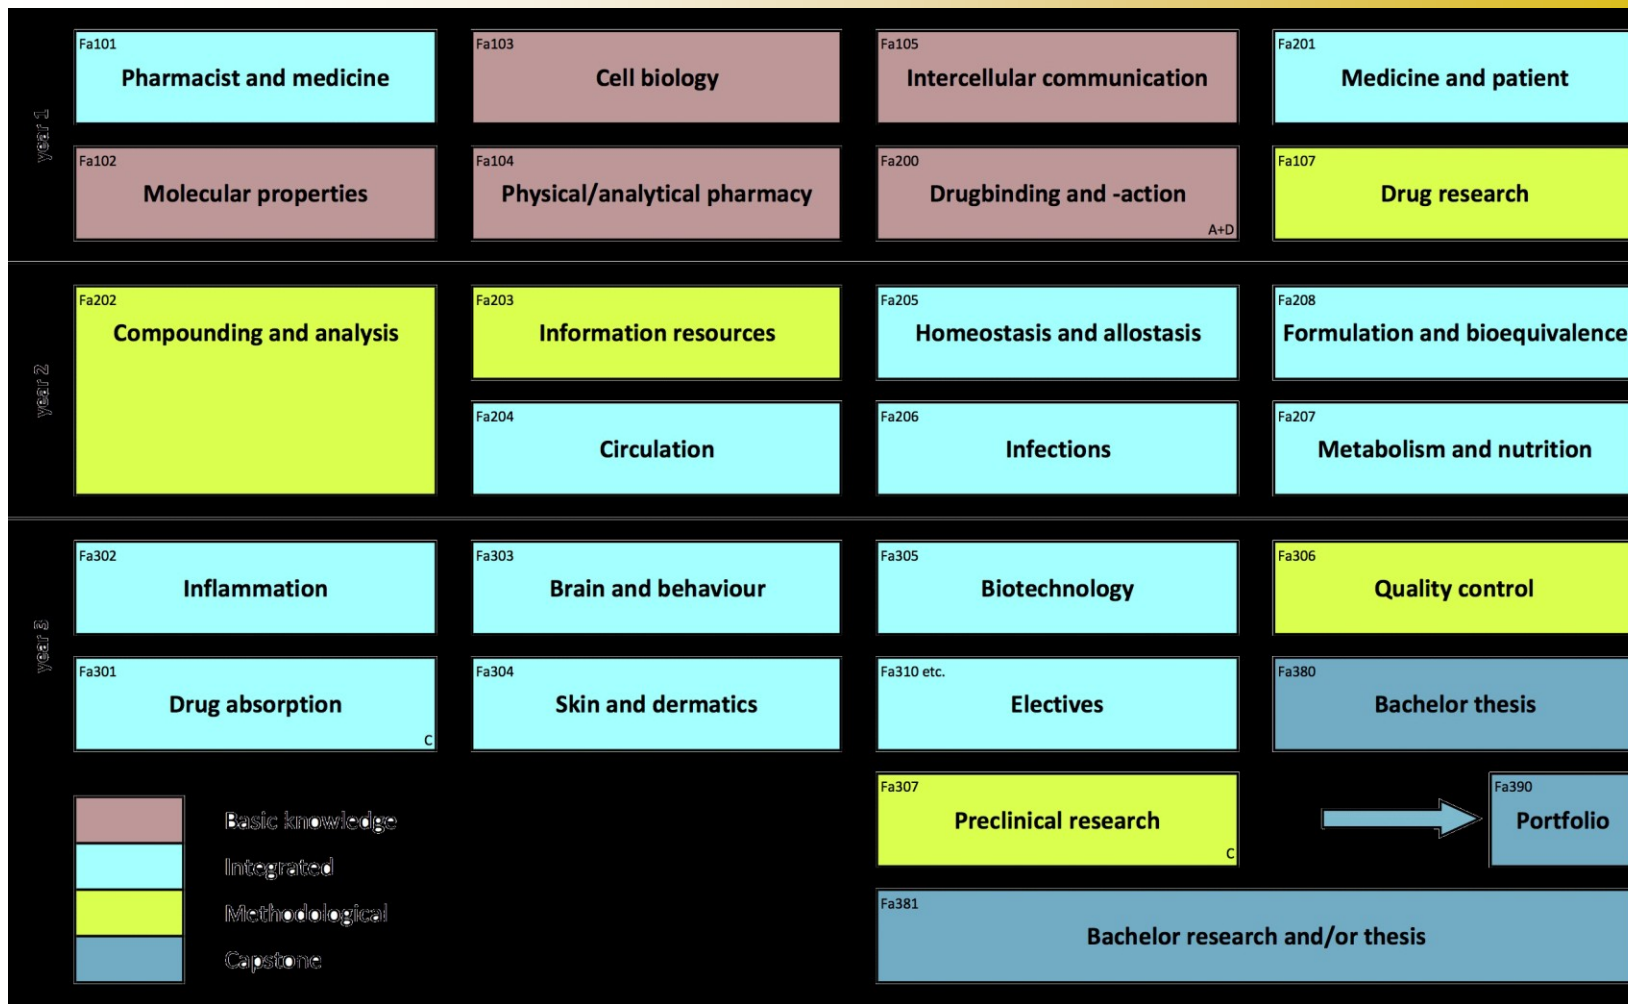 year 1
Fa101
Pharmacist and medicine
Fa103
Cell biology
Fa105
Intercellular communication
Fa201
Medicine and patient
Fa102
Molecular properties
Fa104
Physical/analytical pharmacy
Fa200
Drugbinding and -action
A+D
Fa107
Drug research
year 2
Fa202
Compounding and analysis
Fa203
Information resources
Fa205
Homeostasis and allostasis
Fa208
Formulation and bioequivalence
Fa204
Circulation
Fa206
Infections
Fa207
Metabolism and nutrition
year 3
Fa302
Inflammation
Fa303
Brain and behaviour
Fa305
Biotechnology
Fa306
Quality control
Fa301
Drug absorption
C
Fa304
Skin and dermatics
Fa310 etc.
Electives
Fa380
Bachelor thesis
Fa307
Preclinical research
C
Fa390
Portfolio
Fa381
Bachelor research and/or thesis
Basic knowledge
Integrated
Methodological
Capstone